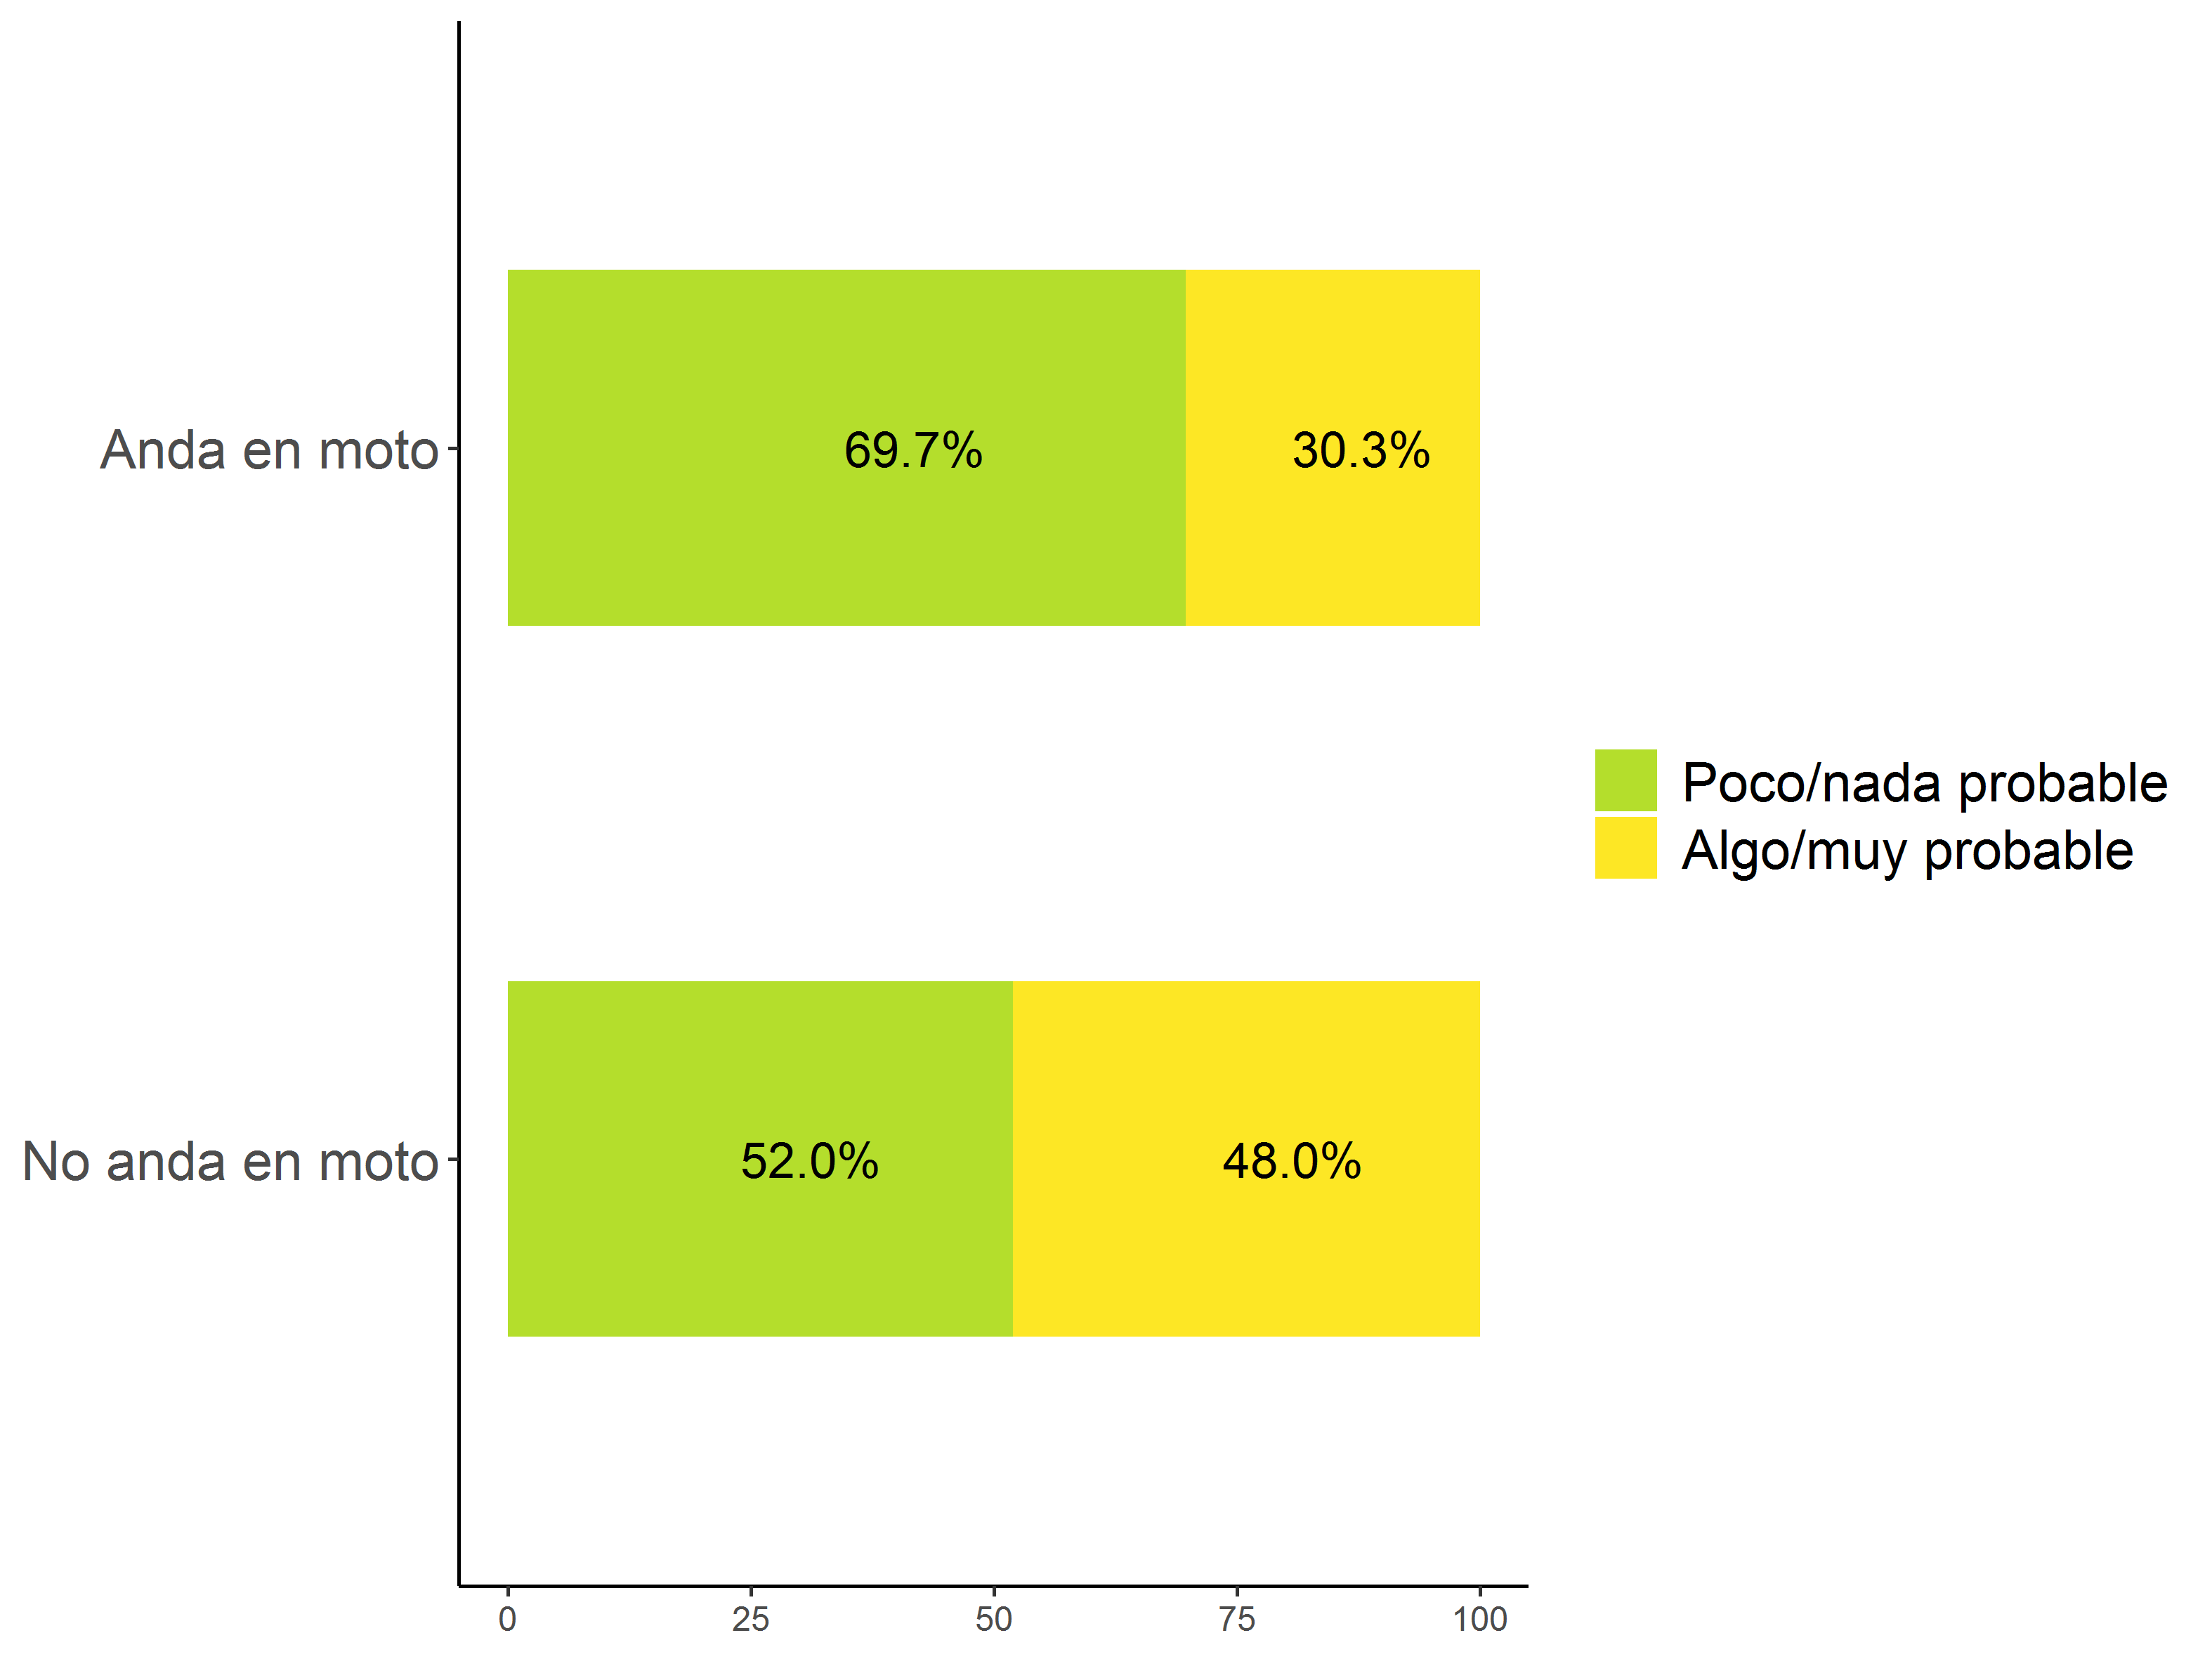 Anda en moto
69.7% 30.3%
Poco/nada probable
Algo/muy probable
No anda en moto
52.0% 48.0%
0 25 50 75 100